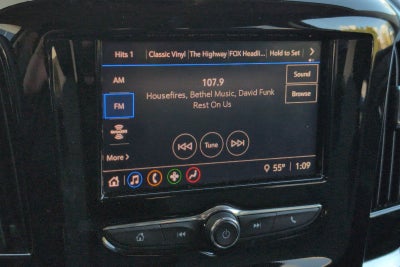 Hits 1 Classic Vinyl The Highway FOX Headli... Hold to Set
AM
107.9
Sound
Housefires, Bethel Music, David Funk
Browse
FM
Rest On Us
Tune
More
55° 1:09